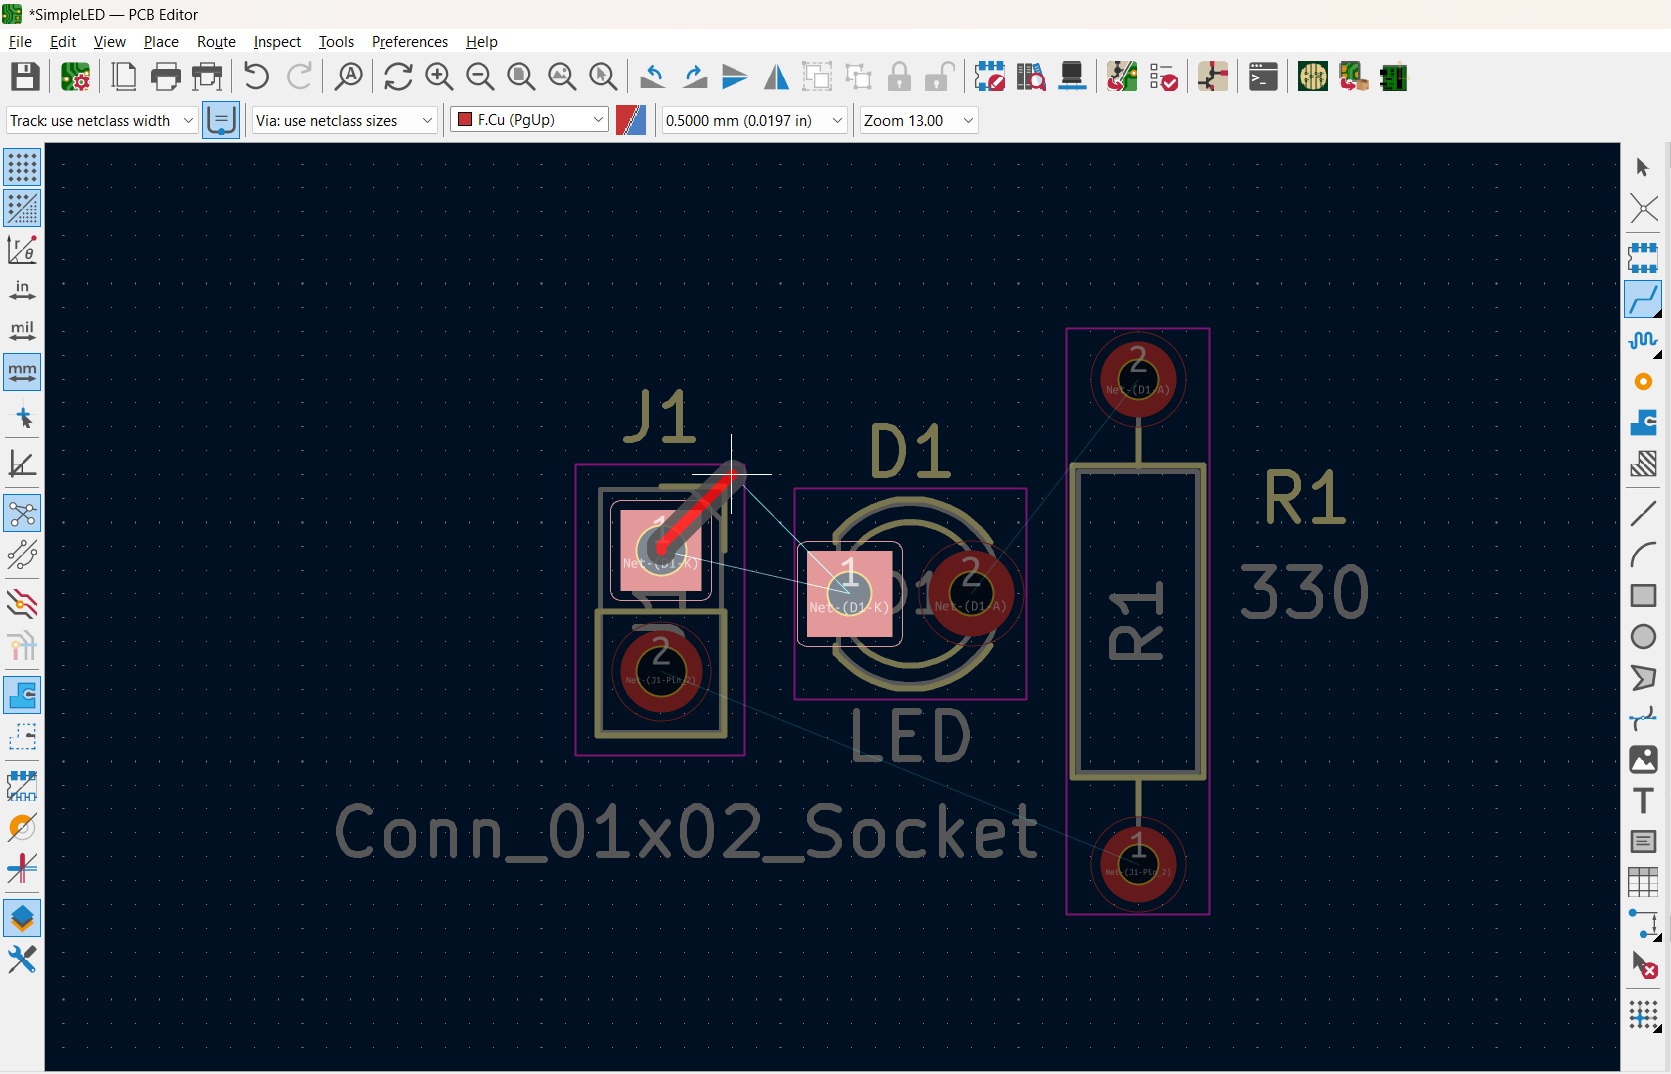 *SimpleLED — PCB Editor
File Edit View Place Route Inspect Tools Preferences Help
Track: use netclass width
Via: use netclass sizes
F.Cu (PgUp)
0.5000 mm (0.0197 in)
Zoom 13.00
r
θ
in
mil
mm
J1
D1
R1
330
R1
LED
Conn_01x02_Socket
1
Net-(D1-K)
J1
2
Net-(J1-Pin_2)
1
Net-(D1-K)
D1
2
Net-(D1-A)
2
Net-(D1-A)
1
Net-(J1-Pin_2)
T